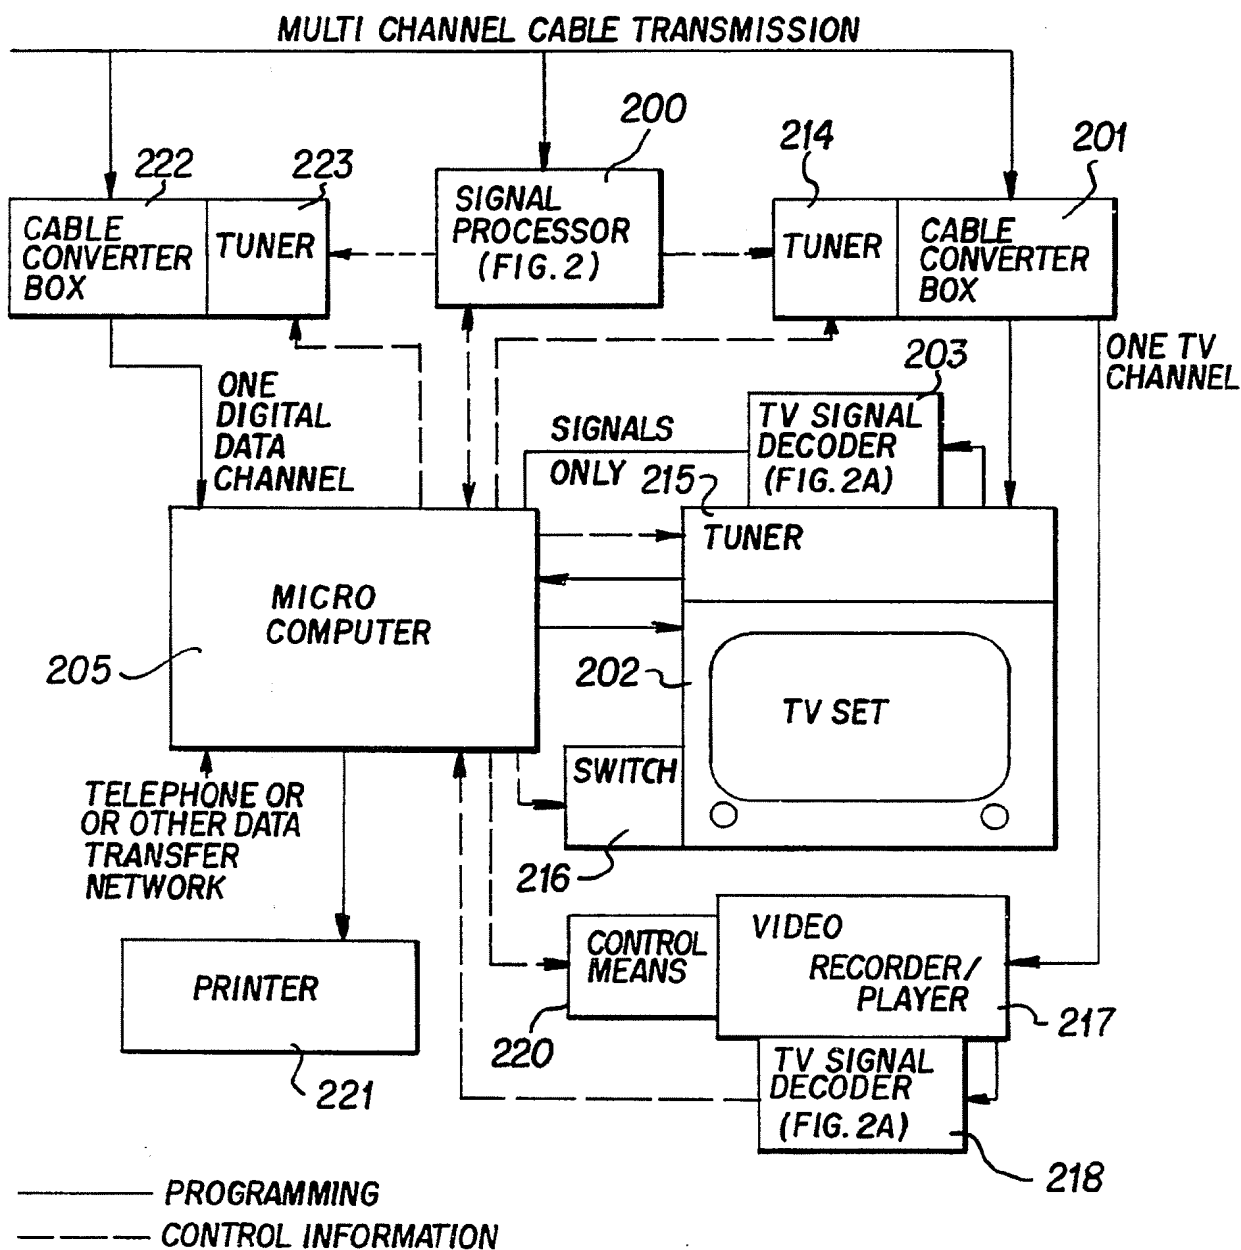 MULTI CHANNEL CABLE TRANSMISSION
200
214
201
222
223
CABLE
CONVERTER
BOX
TUNER
SIGNAL
PROCESSOR
(FIG. 2)
TUNER
CABLE
CONVERTER
BOX
ONE TV
CHANNEL
203
ONE
DIGITAL
DATA
CHANNEL
SIGNALS
ONLY
TV SIGNAL
DECODER
(FIG. 2A)
215
TUNER
MICRO
COMPUTER
205
202
TV SET
SWITCH
216
TELEPHONE OR
OR OTHER DATA
TRANSFER
NETWORK
CONTROL
MEANS
220
VIDEO
RECORDER/
PLAYER
217
PRINTER
221
TV SIGNAL
DECODER
(FIG. 2A)
218
PROGRAMMING
CONTROL INFORMATION